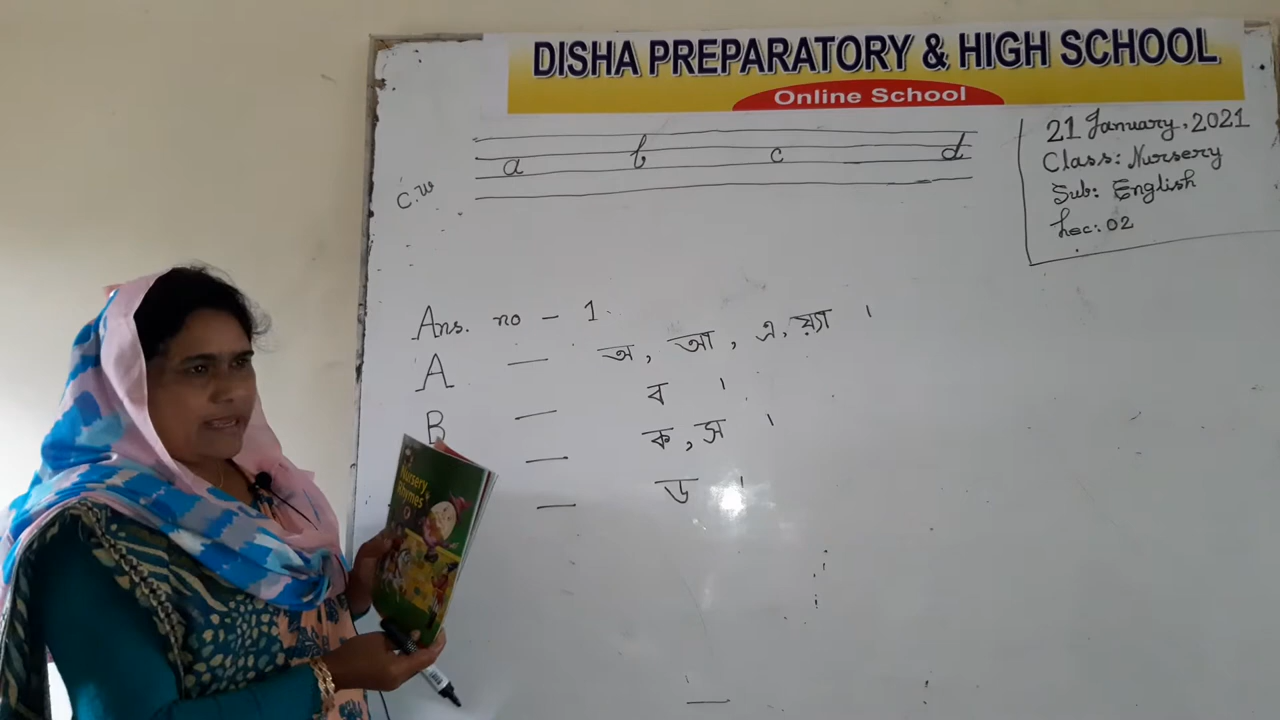 DISHA PREPARATORY & HIGH SCHOOL
Online School
21 January, 2021
Class: Nursery
Sub: English
Lec: 02
C.W
a b c d
Ans. no - 1.
A — অ, আ, এ, য়্যা ।
B — ব ।
— ক, স ।
— ড ।
Nursery
Rhymes